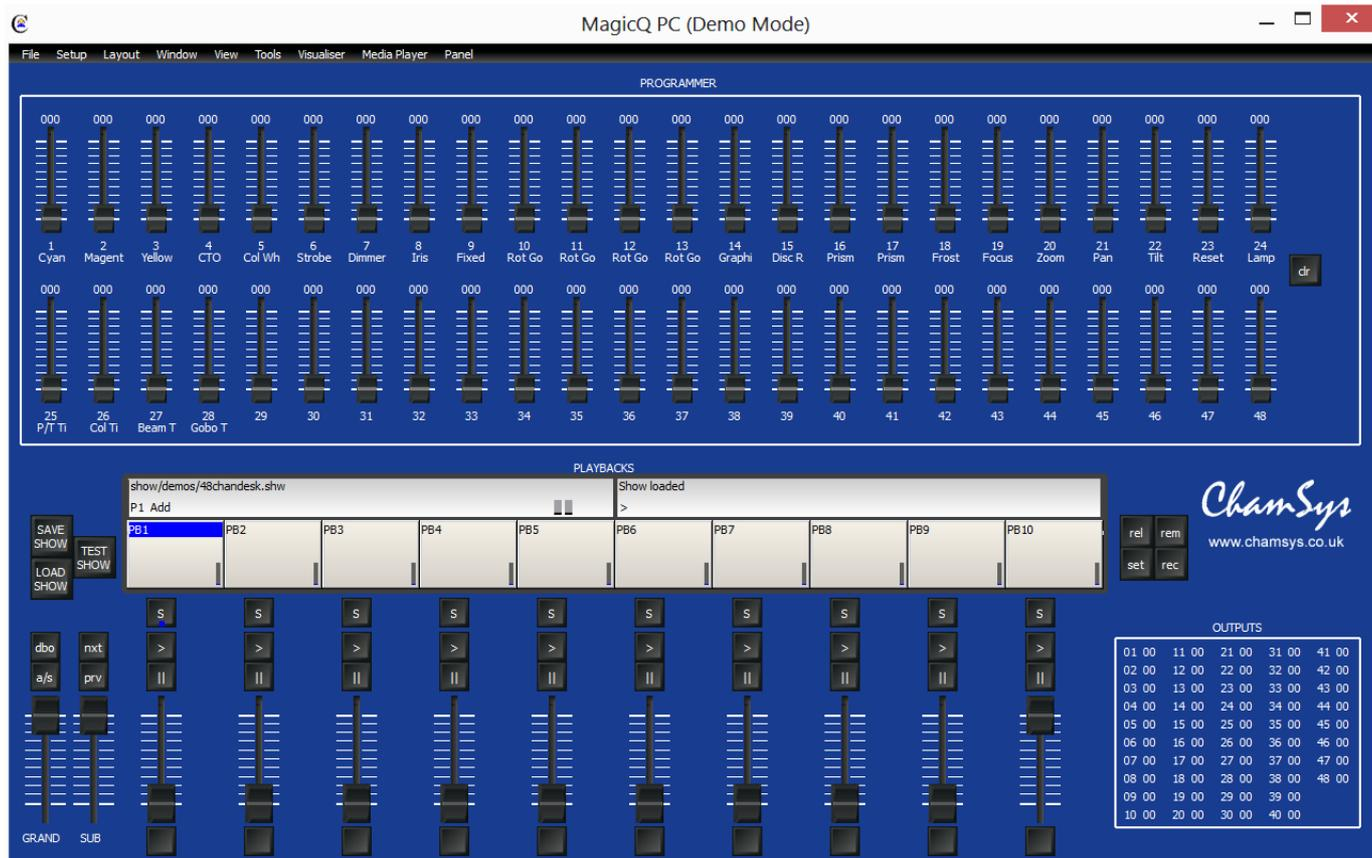 MagicQ PC (Demo Mode)
File Setup Layout Window View Tools Visualiser Media Player Panel
PROGRAMMER
000 000 000 000 000 000 000 000 000 000 000 000 000 000 000 000 000 000 000 000 000 000 000 000
1 2 3 4 5 6 7 8 9 10 11 12 13 14 15 16 17 18 19 20 21 22 23 24
Cyan Magent Yellow CTO Col Wh Strobe Dimmer Iris Fixed Rot Go Rot Go Rot Go Rot Go Graphi Disc R Prism Prism Frost Focus Zoom Pan Tilt Reset Lamp
clr
000 000 000 000 000 000 000 000 000 000 000 000 000 000 000 000 000 000 000 000 000 000 000 000
25 26 27 28 29 30 31 32 33 34 35 36 37 38 39 40 41 42 43 44 45 46 47 48
P/T Ti Col Ti Beam T Gobo T
PLAYBACKS
show/demos/48chandesk.shw Show loaded
P1 Add >
PB1 PB2 PB3 PB4 PB5 PB6 PB7 PB8 PB9 PB10
SAVE SHOW
TEST SHOW
LOAD SHOW
rel rem
set rec
ChamSys
www.chamsys.co.uk
S S S S S S S S S S
dbo nxt > > > > > > > > > >
a/s prv || || || || || || || || || ||
GRAND SUB
OUTPUTS
01 00 11 00 21 00 31 00 41 00
02 00 12 00 22 00 32 00 42 00
03 00 13 00 23 00 33 00 43 00
04 00 14 00 24 00 34 00 44 00
05 00 15 00 25 00 35 00 45 00
06 00 16 00 26 00 36 00 46 00
07 00 17 00 27 00 37 00 47 00
08 00 18 00 28 00 38 00 48 00
09 00 19 00 29 00 39 00
10 00 20 00 30 00 40 00